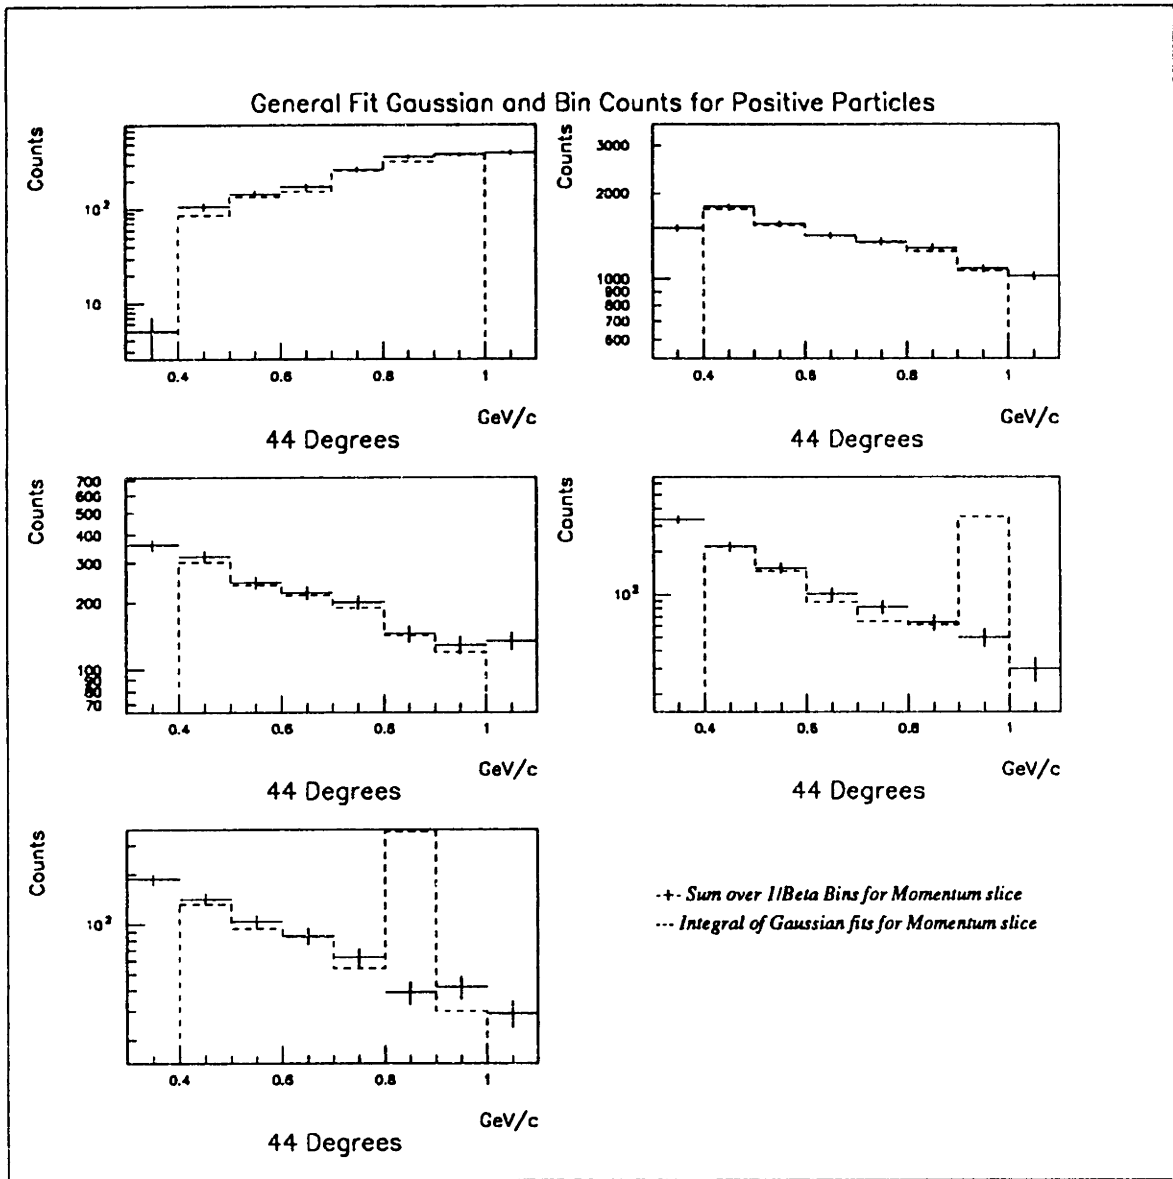 General Fit Gaussian and Bin Counts for Positive Particles
Counts
10²
10
0.4
0.6
0.8
1
GeV/c
44 Degrees
Counts
3000
2000
1000
900
800
700
600
0.4
0.6
0.8
1
GeV/c
44 Degrees
Counts
700
600
500
400
300
200
100
90
80
70
0.4
0.6
0.8
1
GeV/c
44 Degrees
Counts
10²
0.4
0.6
0.8
1
GeV/c
44 Degrees
Counts
10²
0.4
0.6
0.8
1
GeV/c
44 Degrees
-+- Sum over 1/Beta Bins for Momentum slice
--- Integral of Gaussian fits for Momentum slice